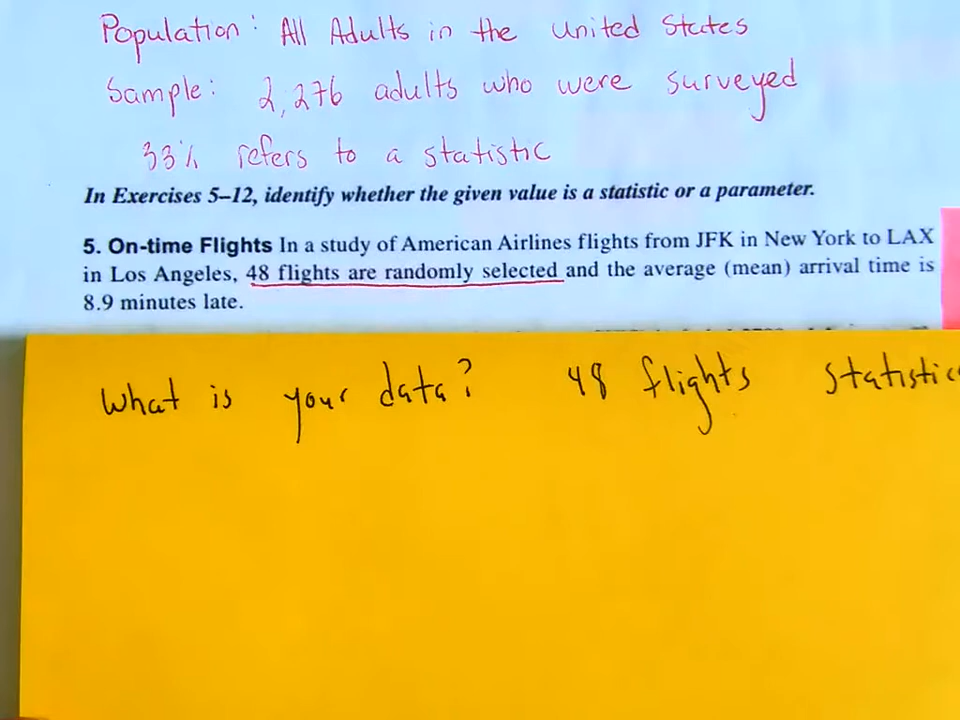 Population: All Adults in the United States
Sample: 2,276 adults who were surveyed
33% refers to a statistic
In Exercises 5–12, identify whether the given value is a statistic or a parameter.
5. On-time Flights In a study of American Airlines flights from JFK in New York to LAX
in Los Angeles, 48 flights are randomly selected and the average (mean) arrival time is
8.9 minutes late.
What is your data? 48 flights statistic